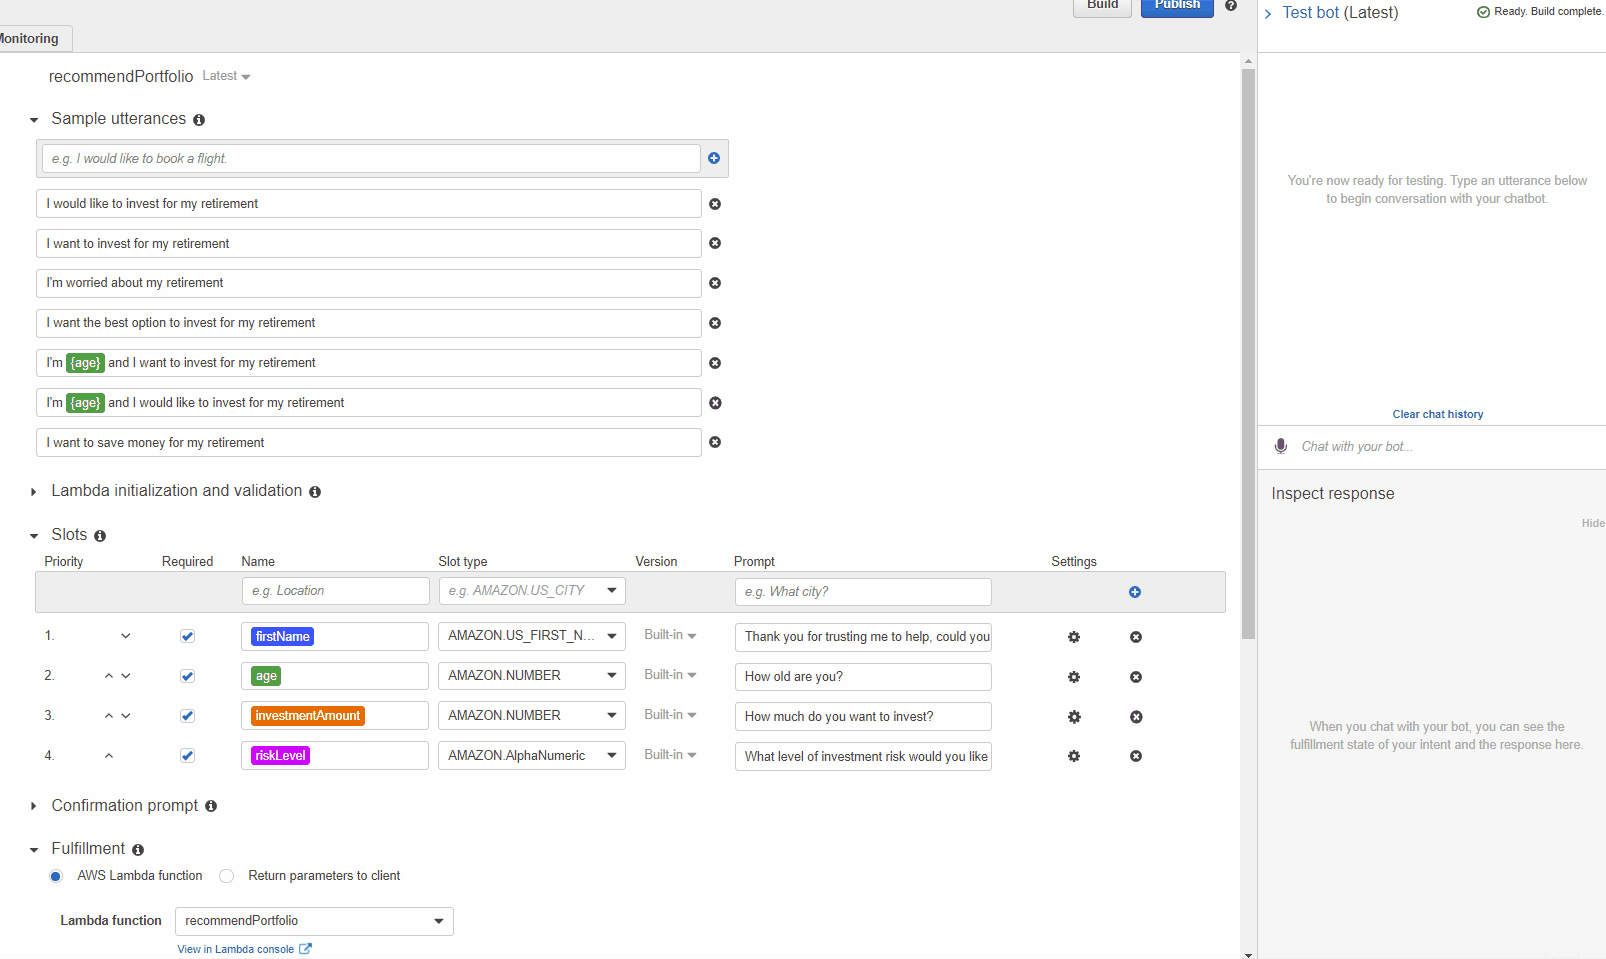 Build
Publish
Monitoring
Test bot (Latest)
Ready. Build complete.
recommendPortfolio Latest
Sample utterances
e.g. I would like to book a flight.
I would like to invest for my retirement
I want to invest for my retirement
I'm worried about my retirement
I want the best option to invest for my retirement
I'm {age} and I want to invest for my retirement
I'm {age} and I would like to invest for my retirement
I want to save money for my retirement
Lambda initialization and validation
Slots
Priority Required Name Slot type Version Prompt Settings
e.g. Location e.g. AMAZON.US_CITY e.g. What city?
1. firstName AMAZON.US_FIRST_N... Built-in Thank you for trusting me to help, could you
2. age AMAZON.NUMBER Built-in How old are you?
3. investmentAmount AMAZON.NUMBER Built-in How much do you want to invest?
4. riskLevel AMAZON.AlphaNumeric Built-in What level of investment risk would you like
Confirmation prompt
Fulfillment
AWS Lambda function Return parameters to client
Lambda function recommendPortfolio
View in Lambda console
You're now ready for testing. Type an utterance below
to begin conversation with your chatbot.
Clear chat history
Chat with your bot...
Inspect response
Hide
When you chat with your bot, you can see the
fulfillment state of your intent and the response here.